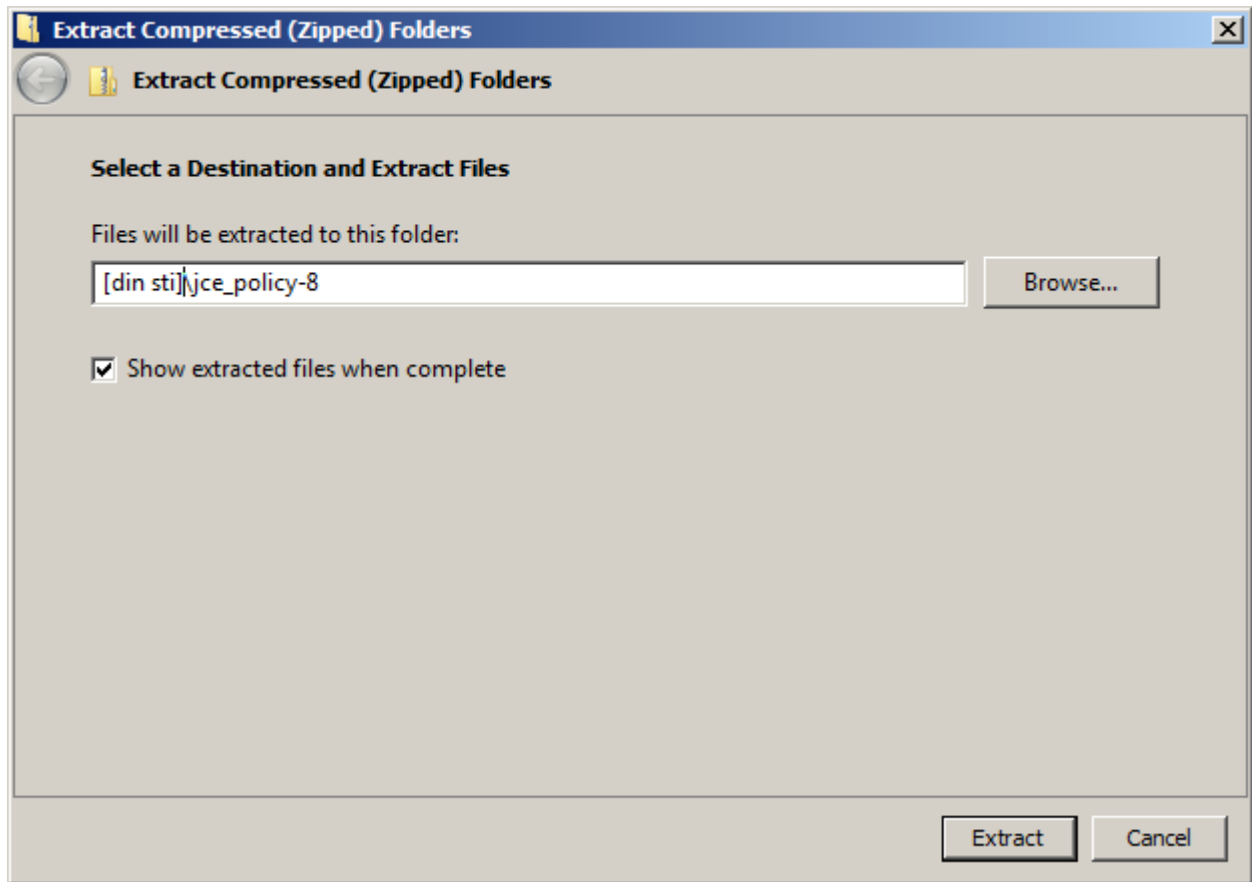 Extract Compressed (Zipped) Folders
Extract Compressed (Zipped) Folders
Select a Destination and Extract Files
Files will be extracted to this folder:
[din sti]\jce_policy-8
Browse...
Show extracted files when complete
Extract
Cancel